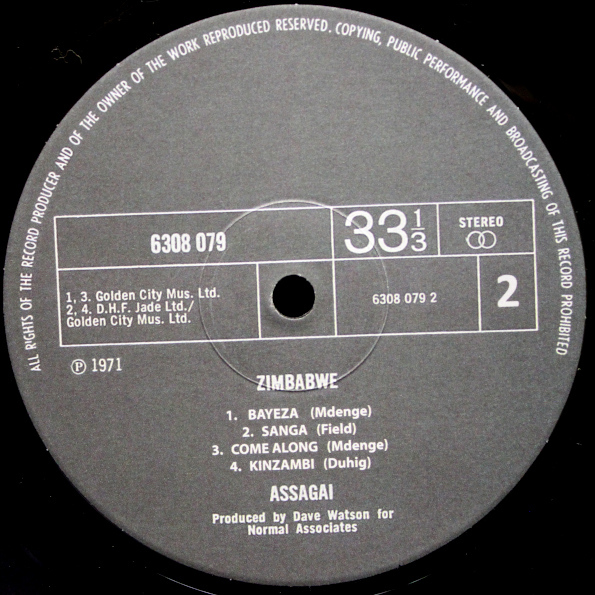 ALL RIGHTS OF THE RECORD PRODUCER AND OF THE OWNER OF THE WORK REPRODUCED RESERVED. COPYING, PUBLIC PERFORMANCE AND BROADCASTING OF THIS RECORD PROHIBITED
6308 079
33 1/3
STEREO
1, 3. Golden City Mus. Ltd.
2, 4. D.H.F. Jade Ltd./
Golden City Mus. Ltd.
6308 079 2
2
Ⓟ 1971
ZIMBABWE
1. BAYEZA (Mdenge)
2. SANGA (Field)
3. COME ALONG (Mdenge)
4. KINZAMBI (Duhig)
ASSAGAI
Produced by Dave Watson for
Normal Associates